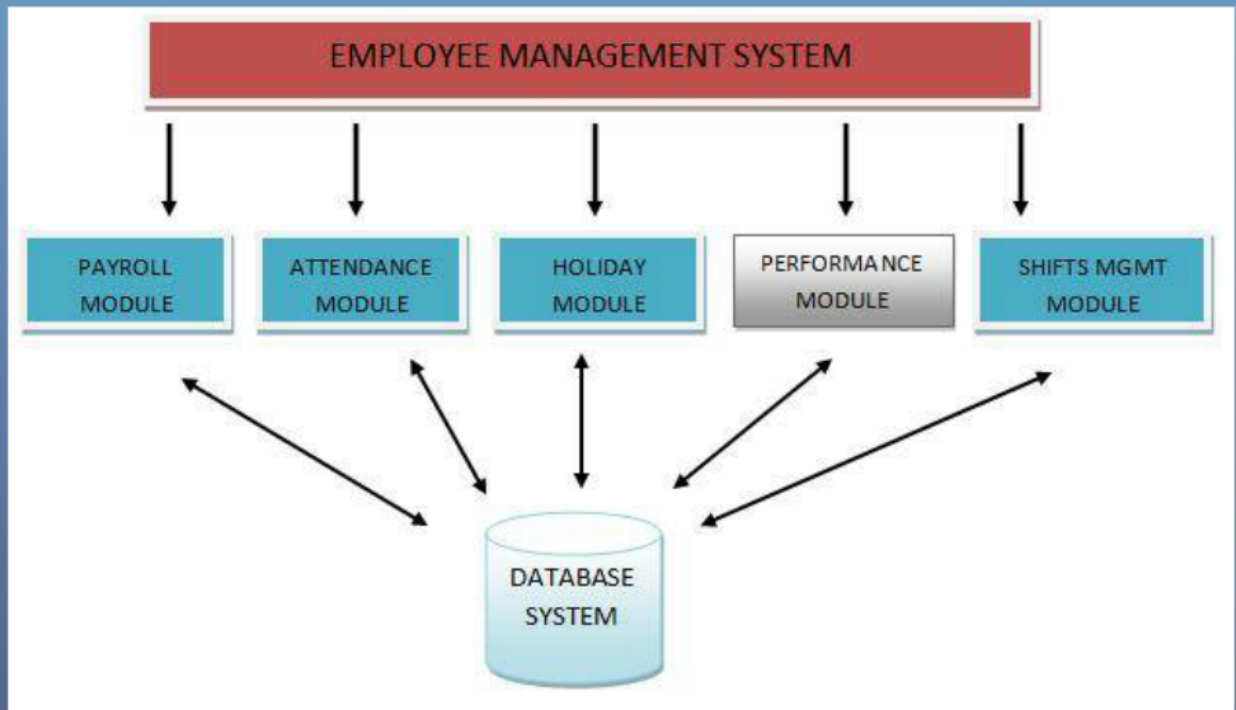 EMPLOYEE MANAGEMENT SYSTEM
PAYROLL
MODULE
ATTENDANCE
MODULE
HOLIDAY
MODULE
PERFORMANCE
MODULE
SHIFTS MGMT
MODULE
DATABASE
SYSTEM